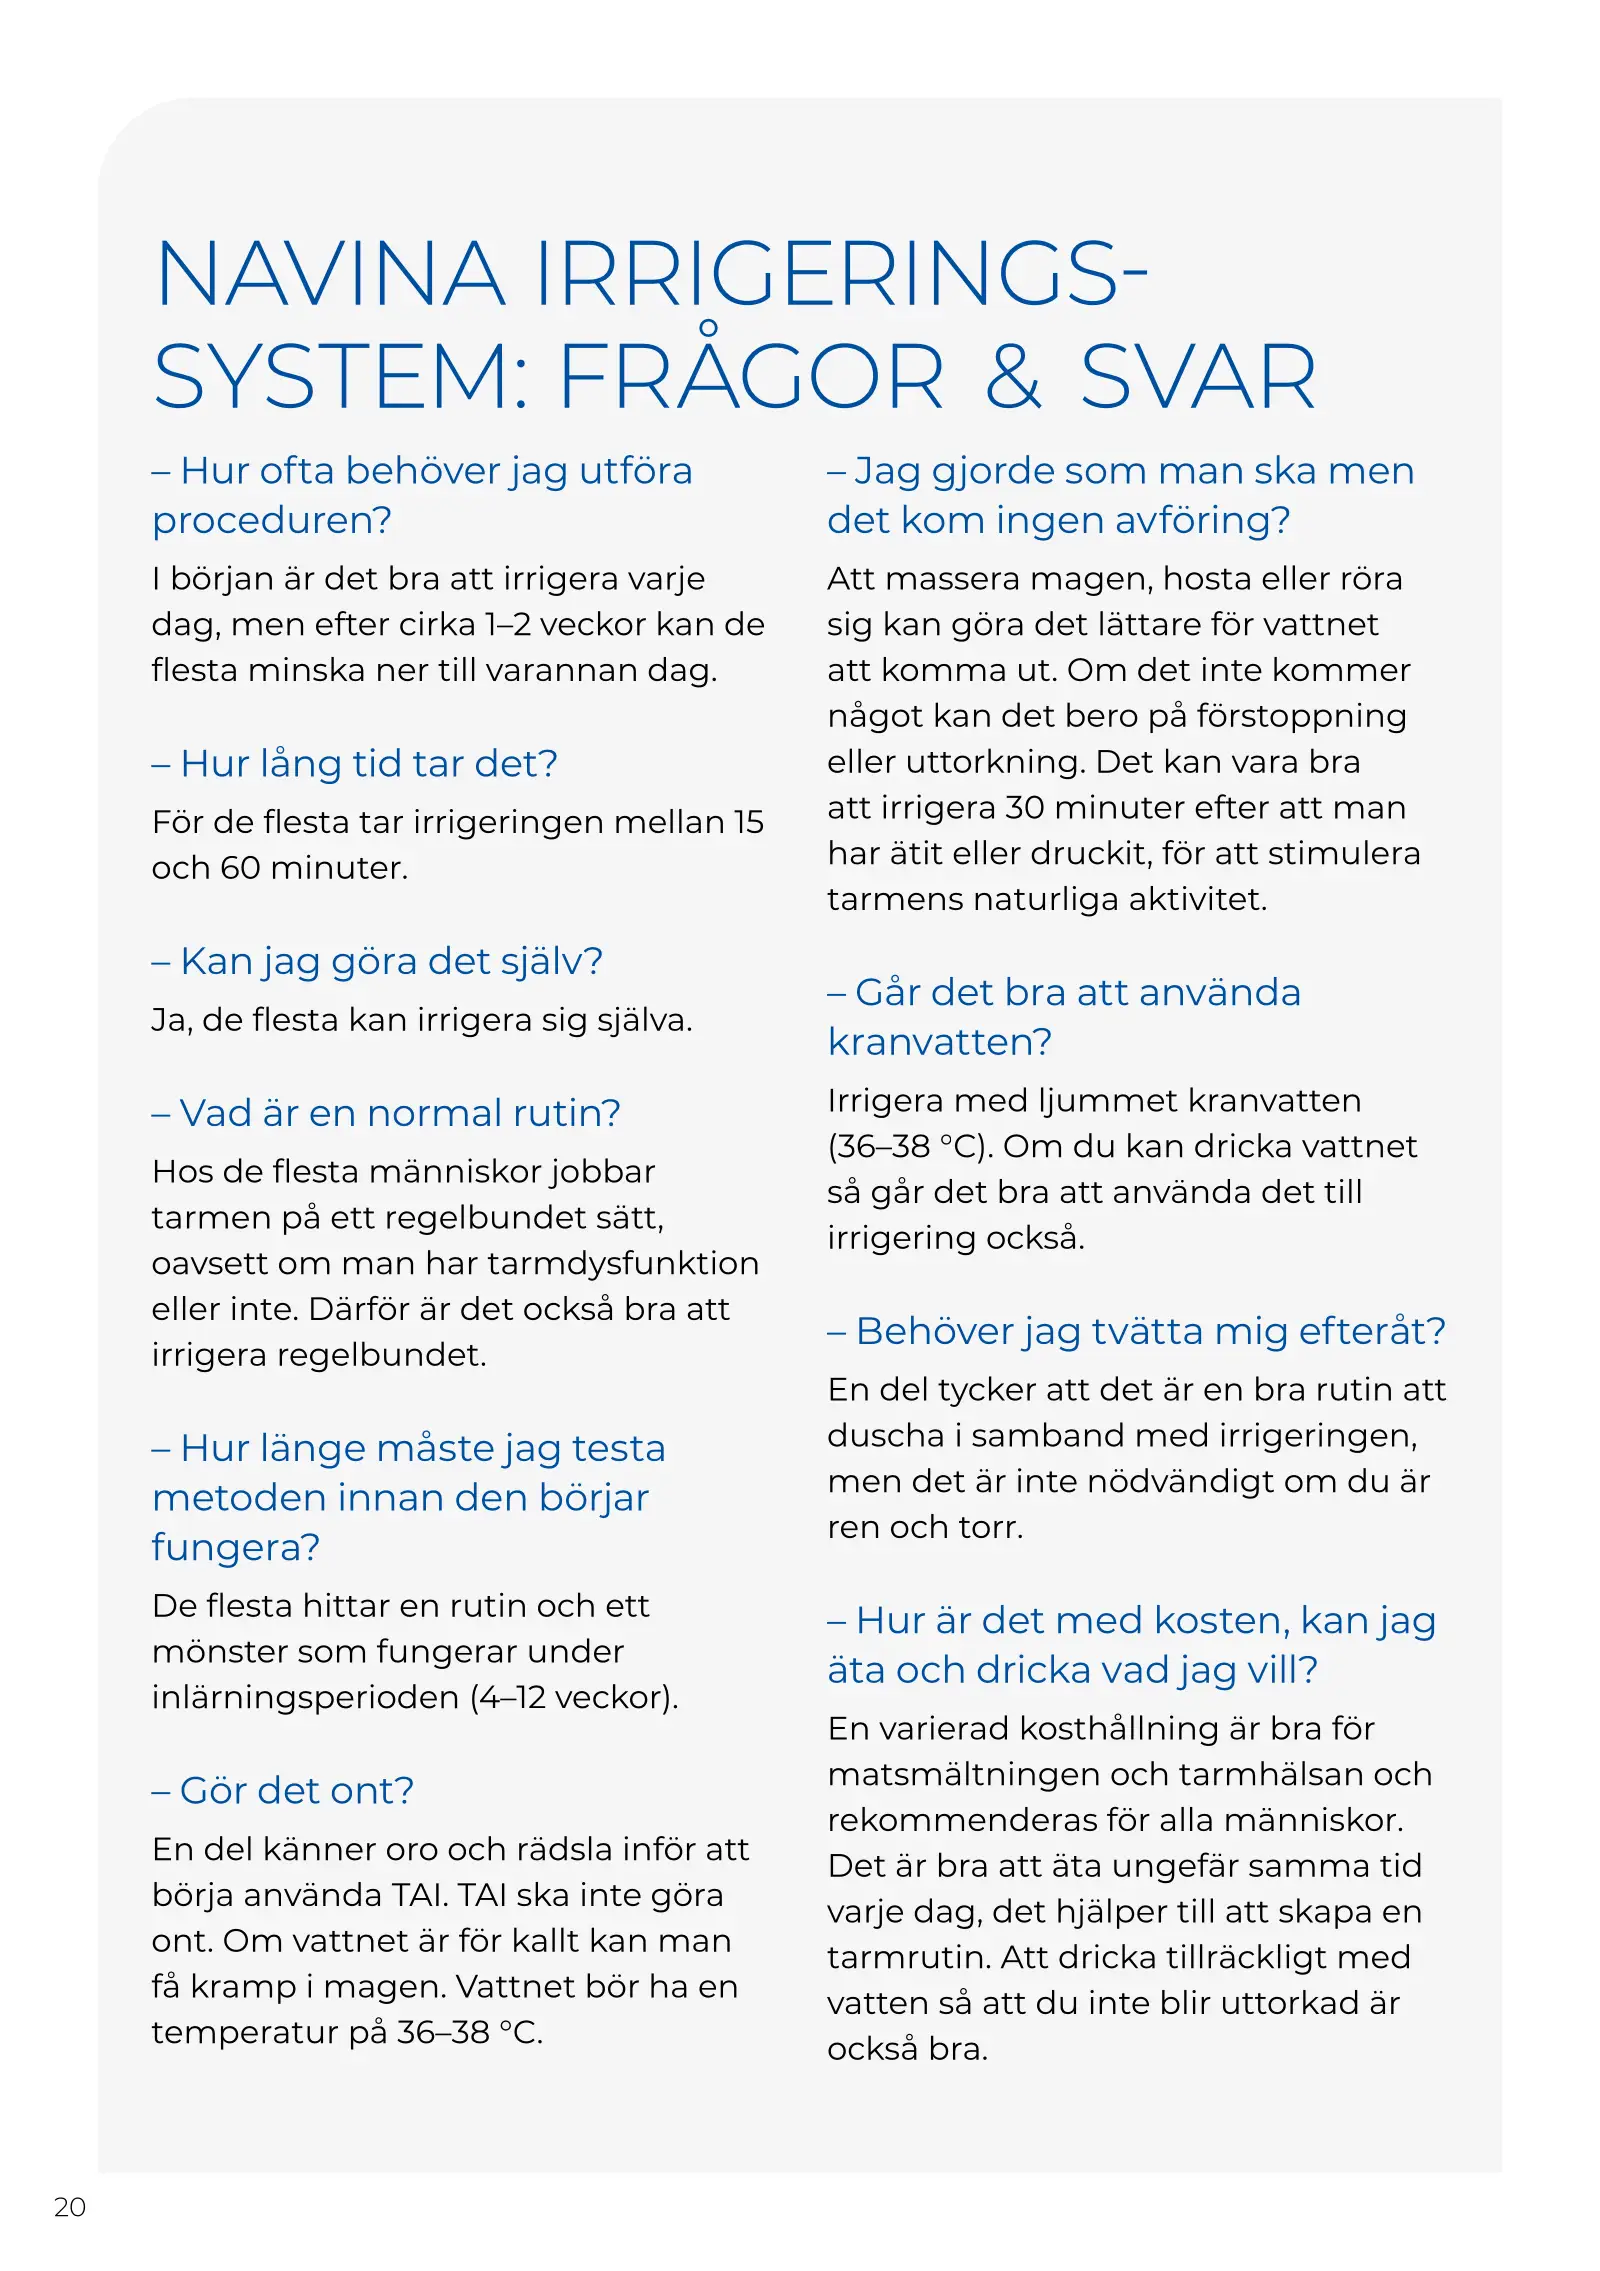 NAVINA IRRIGERINGS-
SYSTEM: FRÅGOR & SVAR
– Hur ofta behöver jag utföra
proceduren?
I början är det bra att irrigera varje
dag, men efter cirka 1–2 veckor kan de
flesta minska ner till varannan dag.
– Hur lång tid tar det?
För de flesta tar irrigeringen mellan 15
och 60 minuter.
– Kan jag göra det själv?
Ja, de flesta kan irrigera sig själva.
– Vad är en normal rutin?
Hos de flesta människor jobbar
tarmen på ett regelbundet sätt,
oavsett om man har tarmdysfunktion
eller inte. Därför är det också bra att
irrigera regelbundet.
– Hur länge måste jag testa
metoden innan den börjar
fungera?
De flesta hittar en rutin och ett
mönster som fungerar under
inlärningsperioden (4–12 veckor).
– Gör det ont?
En del känner oro och rädsla inför att
börja använda TAI. TAI ska inte göra
ont. Om vattnet är för kallt kan man
få kramp i magen. Vattnet bör ha en
temperatur på 36–38 °C.
– Jag gjorde som man ska men
det kom ingen avföring?
Att massera magen, hosta eller röra
sig kan göra det lättare för vattnet
att komma ut. Om det inte kommer
något kan det bero på förstoppning
eller uttorkning. Det kan vara bra
att irrigera 30 minuter efter att man
har ätit eller druckit, för att stimulera
tarmens naturliga aktivitet.
– Går det bra att använda
kranvatten?
Irrigera med ljummet kranvatten
(36–38 °C). Om du kan dricka vattnet
så går det bra att använda det till
irrigering också.
– Behöver jag tvätta mig efteråt?
En del tycker att det är en bra rutin att
duscha i samband med irrigeringen,
men det är inte nödvändigt om du är
ren och torr.
– Hur är det med kosten, kan jag
äta och dricka vad jag vill?
En varierad kosthållning är bra för
matsmältningen och tarmhälsan och
rekommenderas för alla människor.
Det är bra att äta ungefär samma tid
varje dag, det hjälper till att skapa en
tarmrutin. Att dricka tillräckligt med
vatten så att du inte blir uttorkad är
också bra.
20